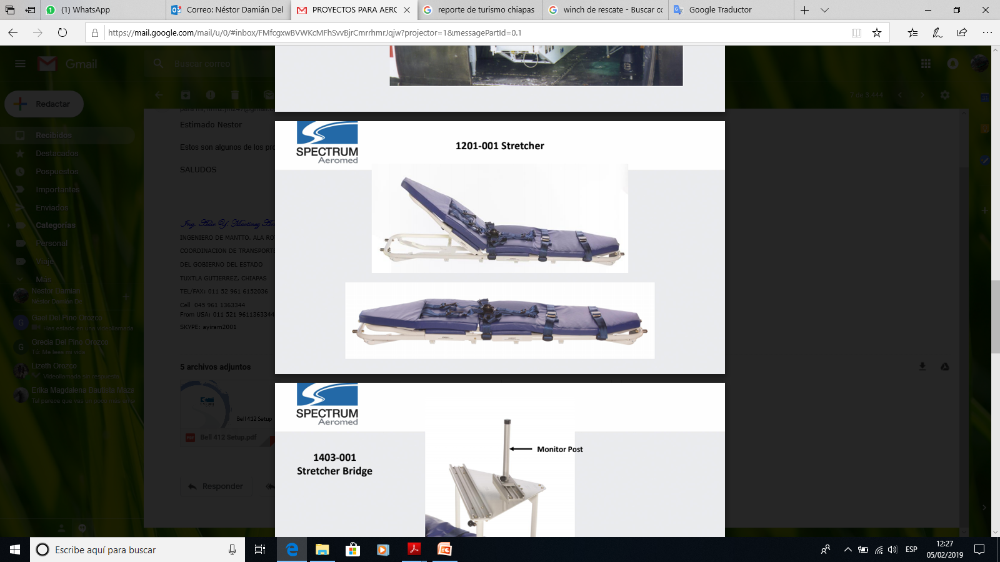 (1) WhatsApp
Correo: Néstor Damián Del
PROYECTOS PARA AERO
reporte de turismo chiapas
winch de rescate - Buscar co
Google Traductor
https://mail.google.com/mail/u/0/#inbox/FMfcgxwBVWKcMFhSvvBjrCmrrhmrJqjw?projector=1&messagePartId=0.1
Gmail
Buscar correo
Redactar
7 de 3,444
Recibidos
Destacados
Pospuestos
Importantes
Enviados
Categorías
Personal
Viaje
Más
Nestor Damian
Néstor Damián De
Gael Del Pino Orozco
Has estado en una videollamada
Grecia Del Pino Orozco
Tú: Me lees mi vida
Lizeth Orozco
Videollamada sin respuesta
Erika Magdalena Bautista Maza
Tal parece que vas un poco mas
Estimado Nestor
Estos son algunos de los pro
SALUDOS
INGENIERO DE MANTTO. ALA RO
COORDINACION DE TRANSPORTE
DEL GOBIERNO DEL ESTADO
TUXTLA GUTIERREZ, CHIAPAS
TEL/FAX: 011 52 961 6152036
Cell 045 961 1363344
From USA: 011 521 9611363344
SKYPE: ayiram2001
5 archivos adjuntos
Bell 412 Setup
Bell 412 Setup.pdf
Responder
SPECTRUM
Aeromed
1201-001 Stretcher
SPECTRUM
Aeromed
1403-001
Stretcher Bridge
Monitor Post
Escribe aquí para buscar
ESP
12:27
05/02/2019